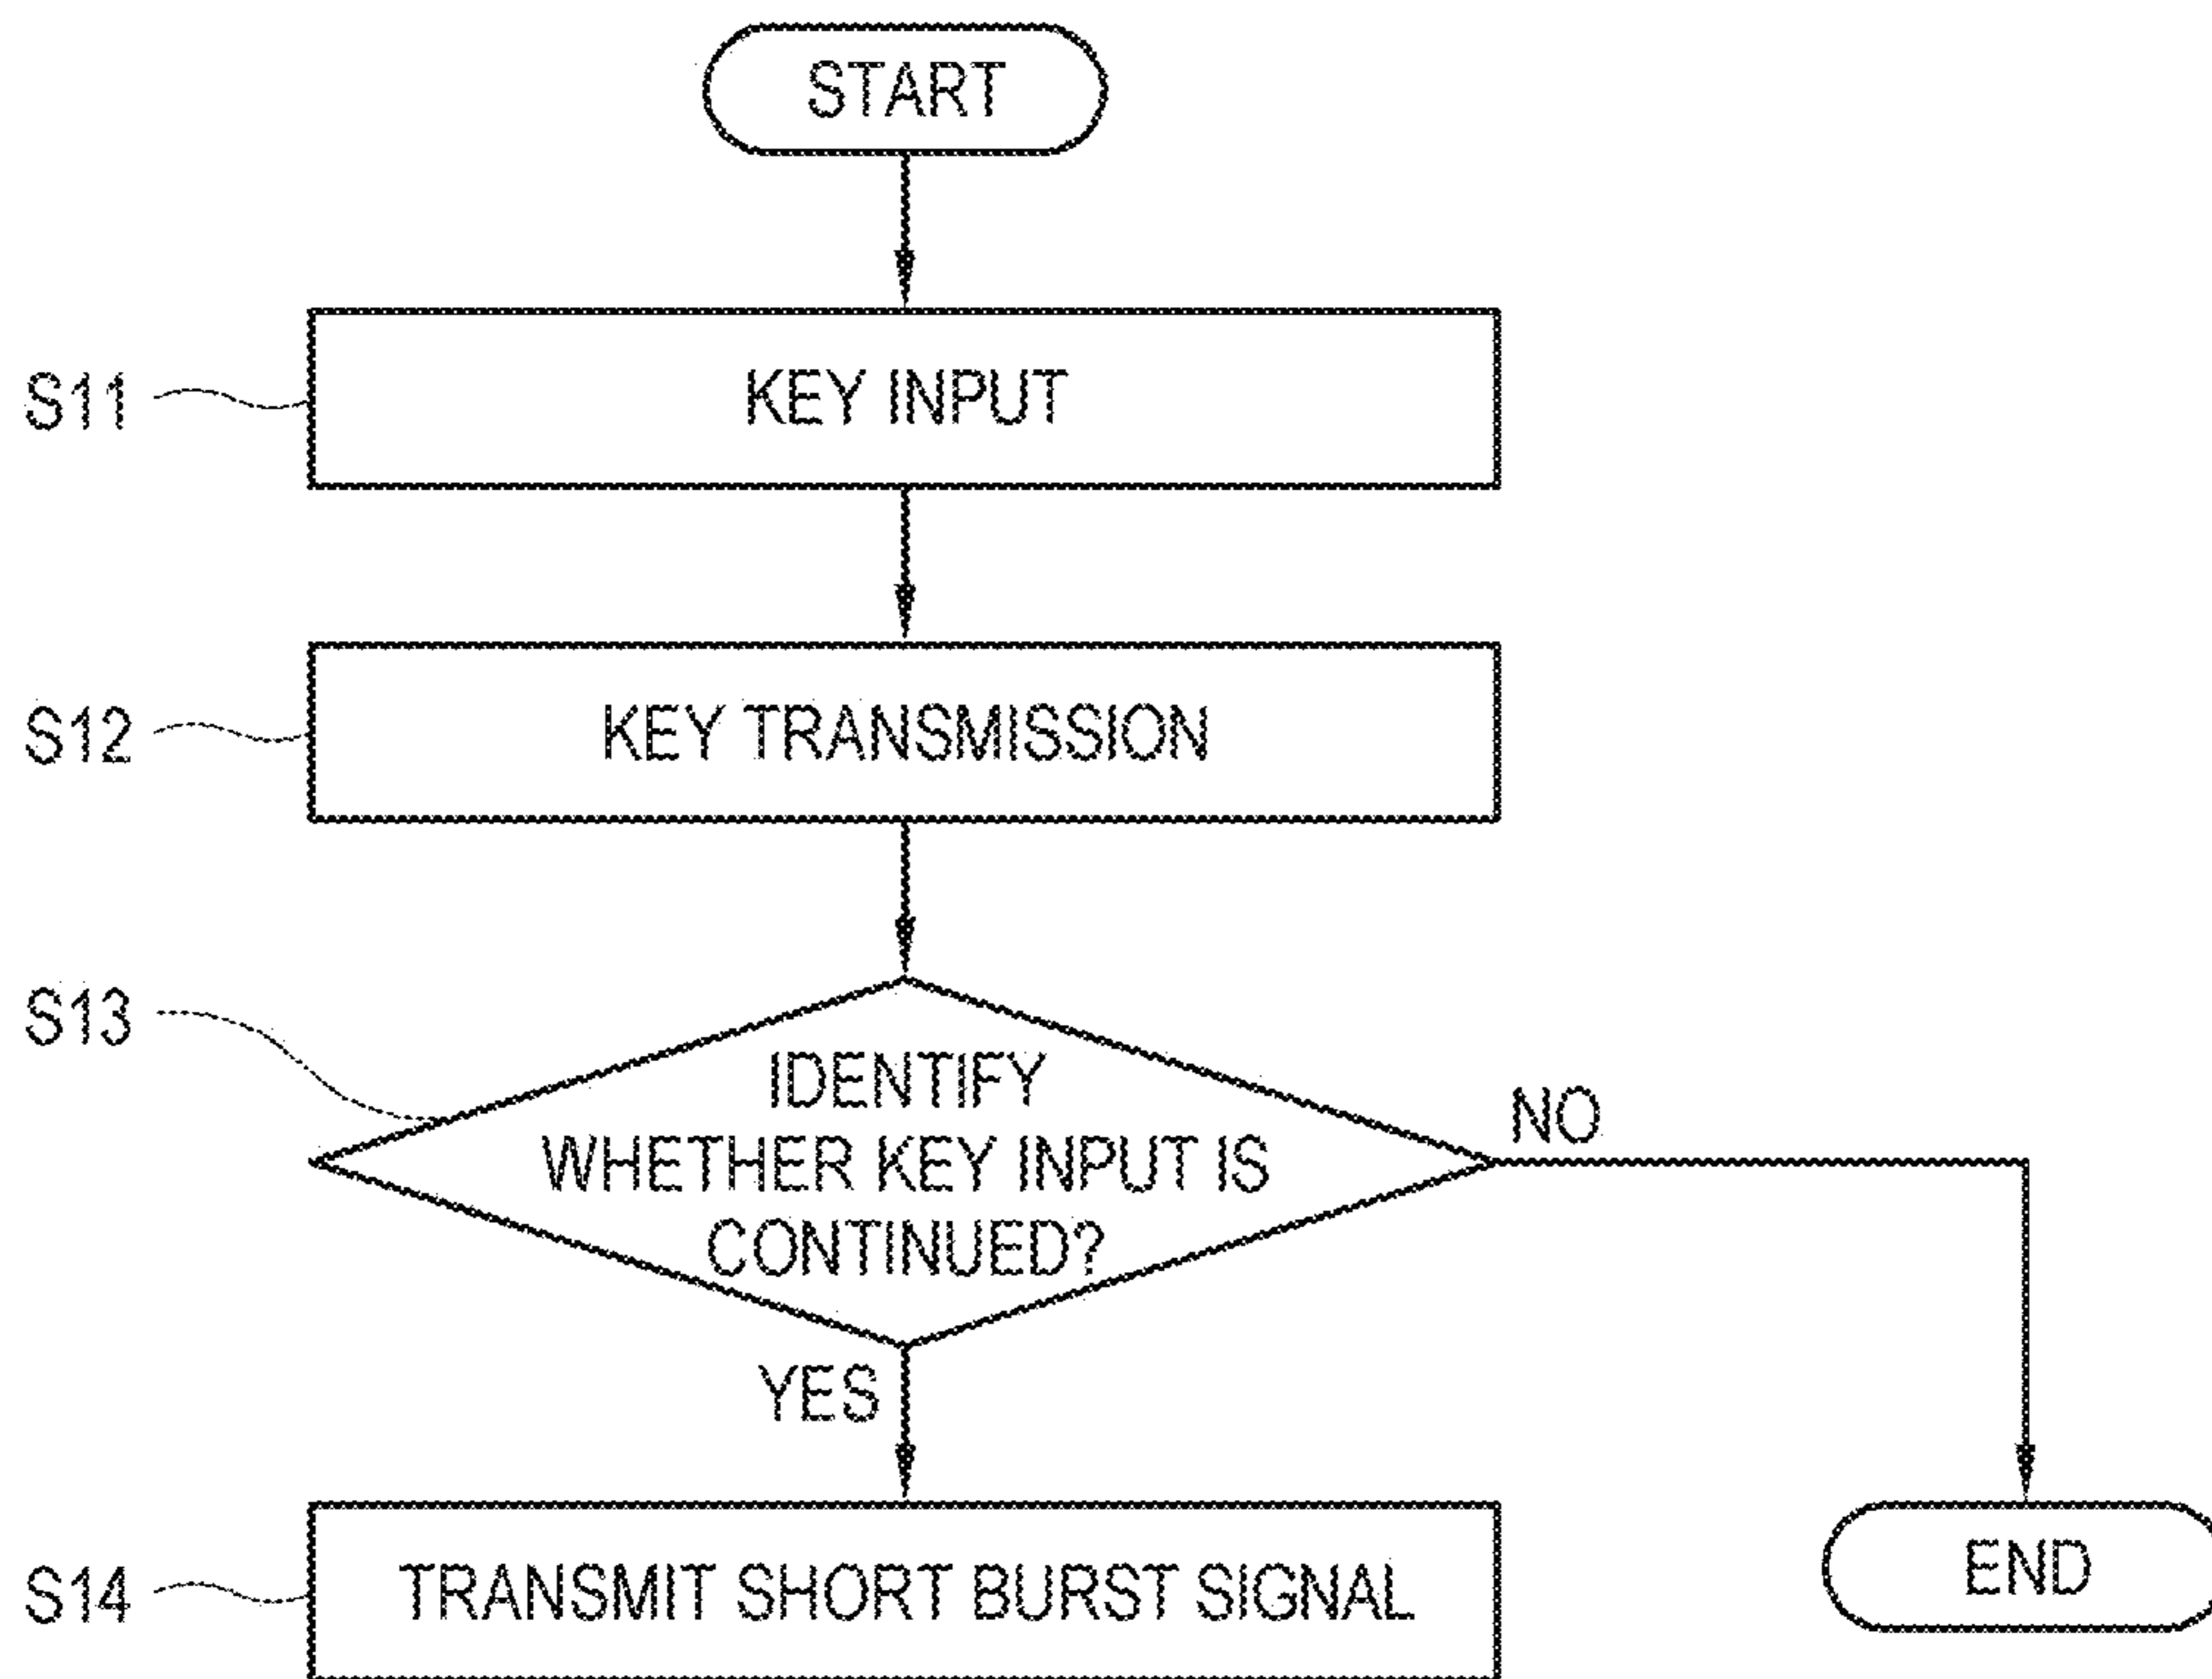 START
S11
KEY INPUT
S12
KEY TRANSMISSION
S13
IDENTIFY
WHETHER KEY INPUT IS
CONTINUED?
NO
YES
S14
TRANSMIT SHORT BURST SIGNAL
END